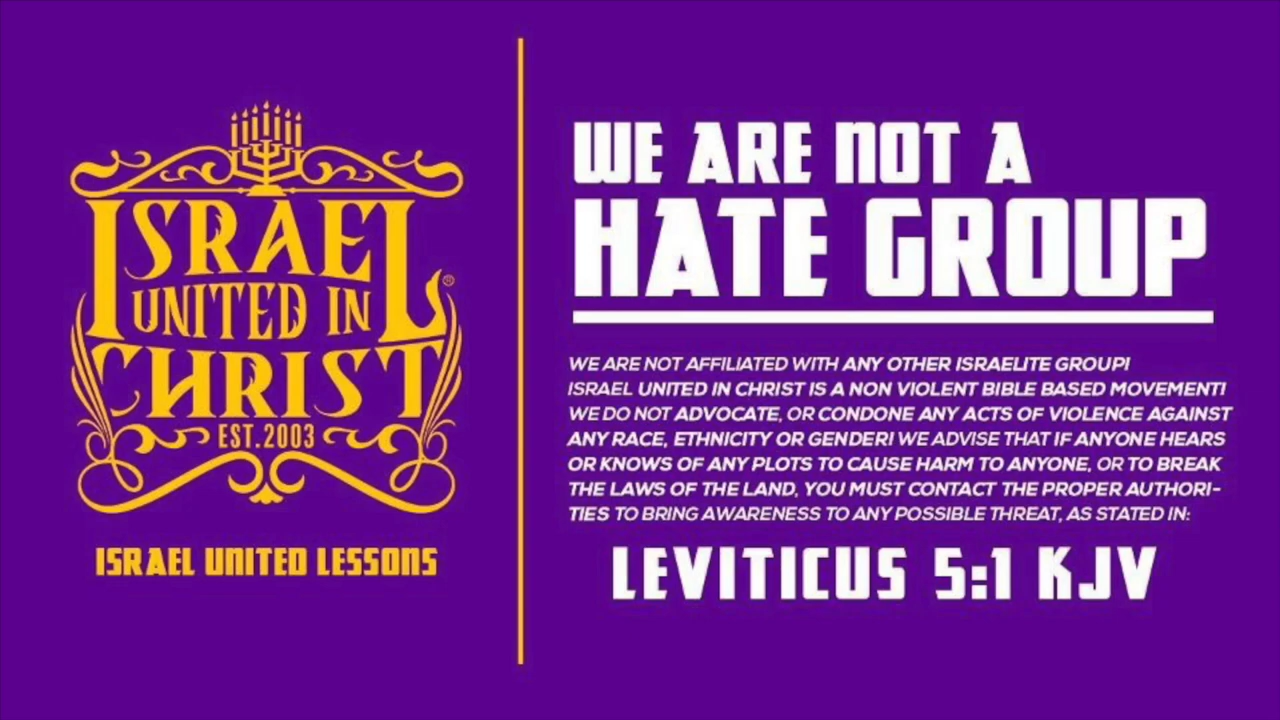 ISRAEL
UNITED IN
CHRIST
EST.2003
ISRAEL UNITED LESSONS
WE ARE NOT A
HATE GROUP
WE ARE NOT AFFILIATED WITH ANY OTHER ISRAELITE GROUP!
ISRAEL UNITED IN CHRIST IS A NON VIOLENT BIBLE BASED MOVEMENT!
WE DO NOT ADVOCATE, OR CONDONE ANY ACTS OF VIOLENCE AGAINST
ANY RACE, ETHNICITY OR GENDER! WE ADVISE THAT IF ANYONE HEARS
OR KNOWS OF ANY PLOTS TO CAUSE HARM TO ANYONE, OR TO BREAK
THE LAWS OF THE LAND, YOU MUST CONTACT THE PROPER AUTHORI-
TIES TO BRING AWARENESS TO ANY POSSIBLE THREAT, AS STATED IN:
LEVITICUS 5:1 KJV